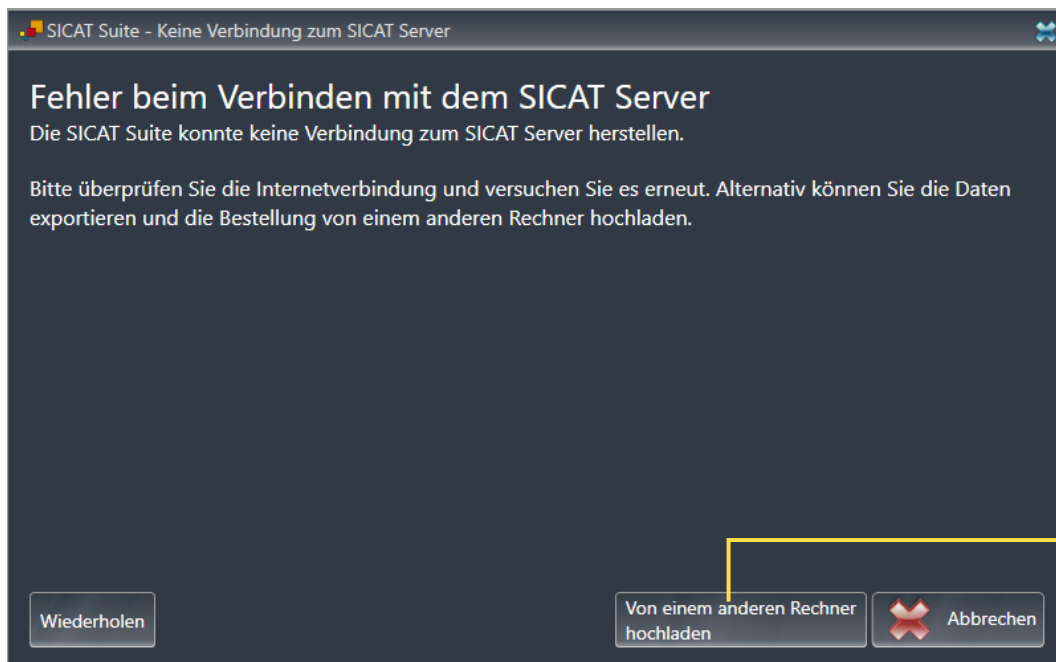 SICAT Suite - Keine Verbindung zum SICAT Server
Fehler beim Verbinden mit dem SICAT Server
Die SICAT Suite konnte keine Verbindung zum SICAT Server herstellen.
Bitte überprüfen Sie die Internetverbindung und versuchen Sie es erneut. Alternativ können Sie die Daten
exportieren und die Bestellung von einem anderen Rechner hochladen.
Wiederholen
Von einem anderen Rechner
hochladen
Abbrechen